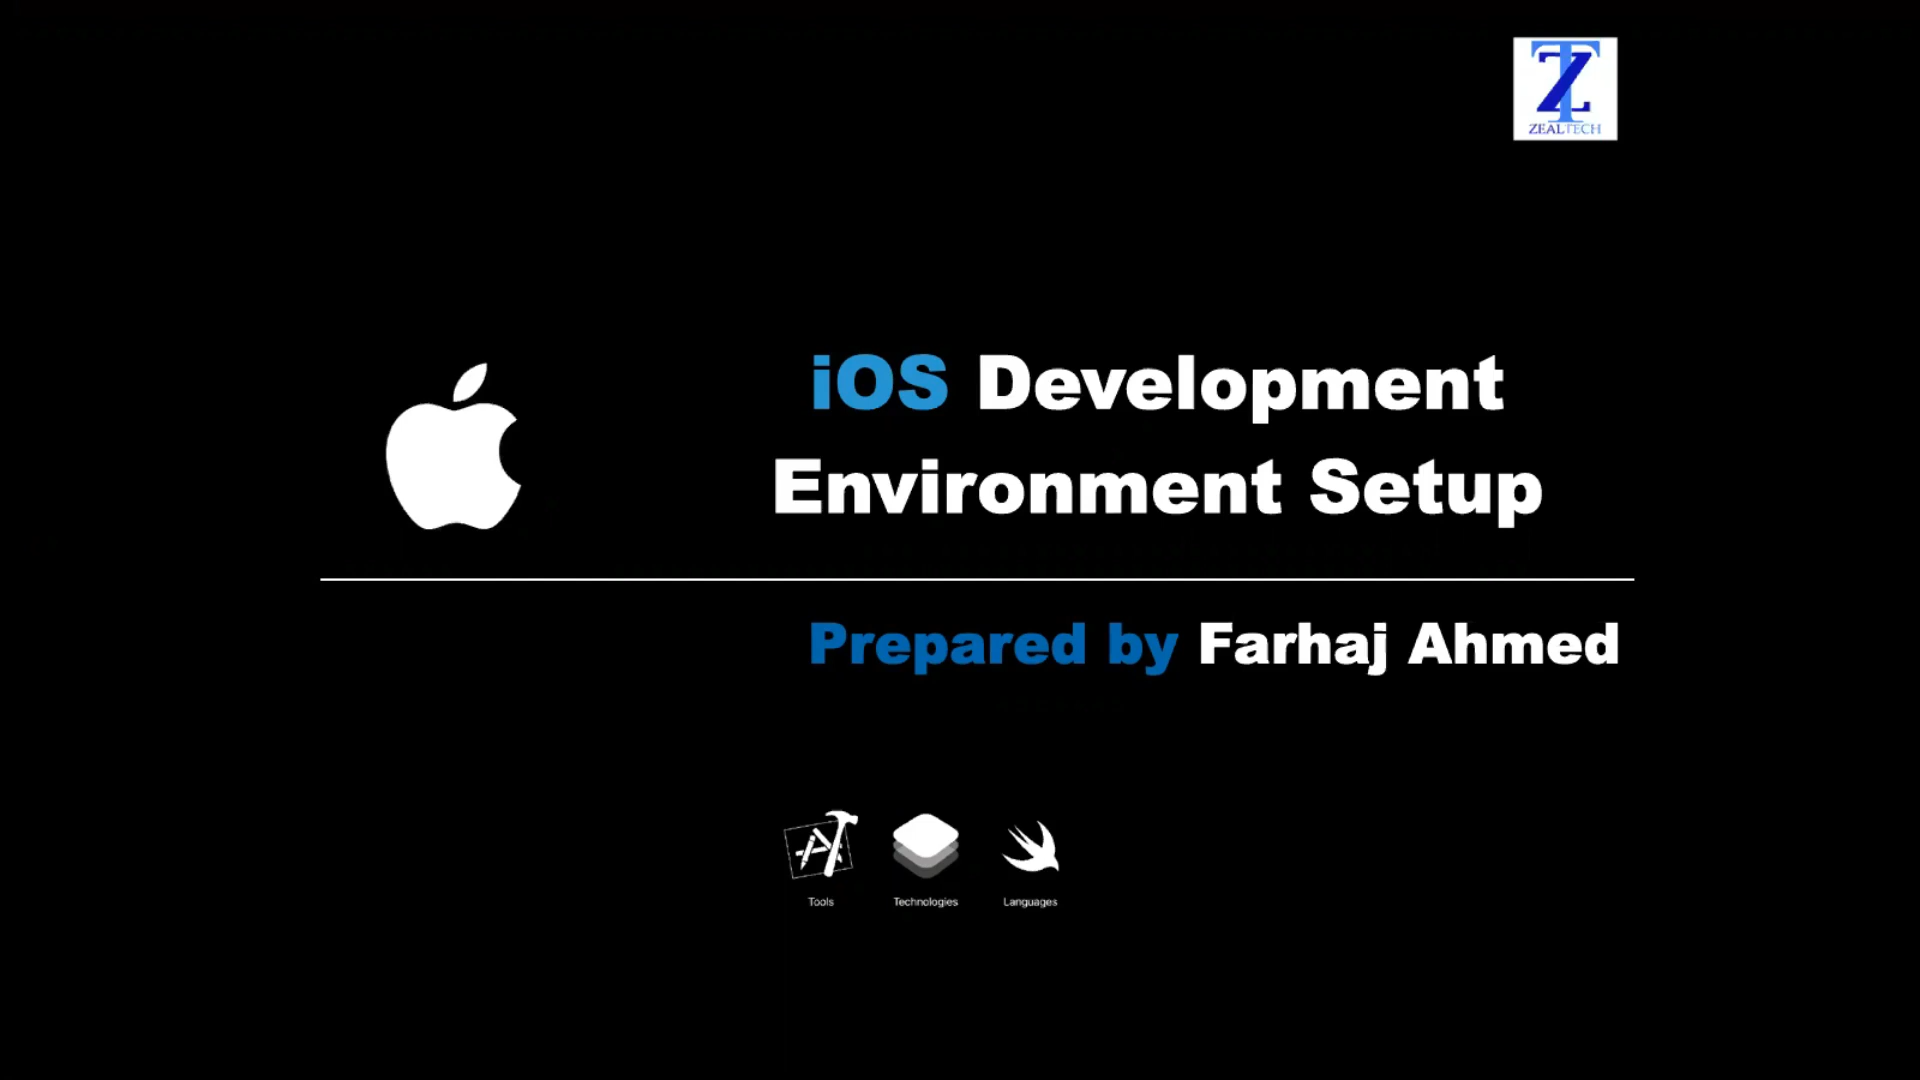 ZEALTECH
iOS Development
Environment Setup
Prepared by Farhaj Ahmed
Tools
Technologies
Languages